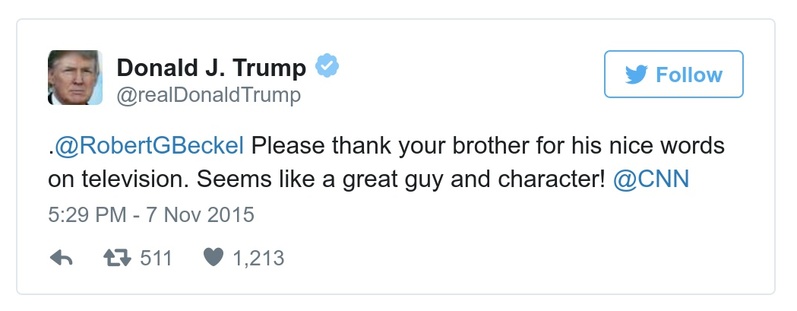 Donald J. Trump
@realDonaldTrump
Follow
.@RobertGBeckel Please thank your brother for his nice words
on television. Seems like a great guy and character! @CNN
5:29 PM - 7 Nov 2015
511 1,213